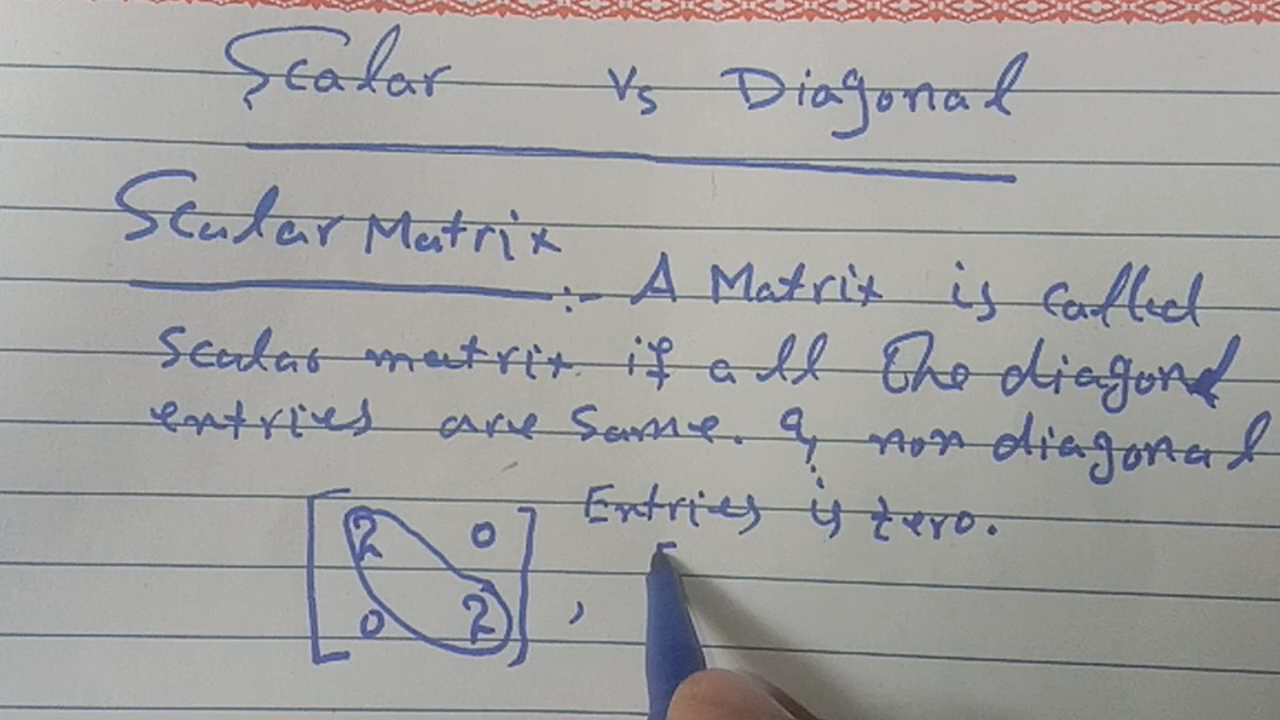 Scalar Vs Diagonal
Scalar Matrix :- A Matrix is called
Scalar matrix if all the diagonal
entries are same. & non diagonal
Entries is zero.
2 0
0 2 ,